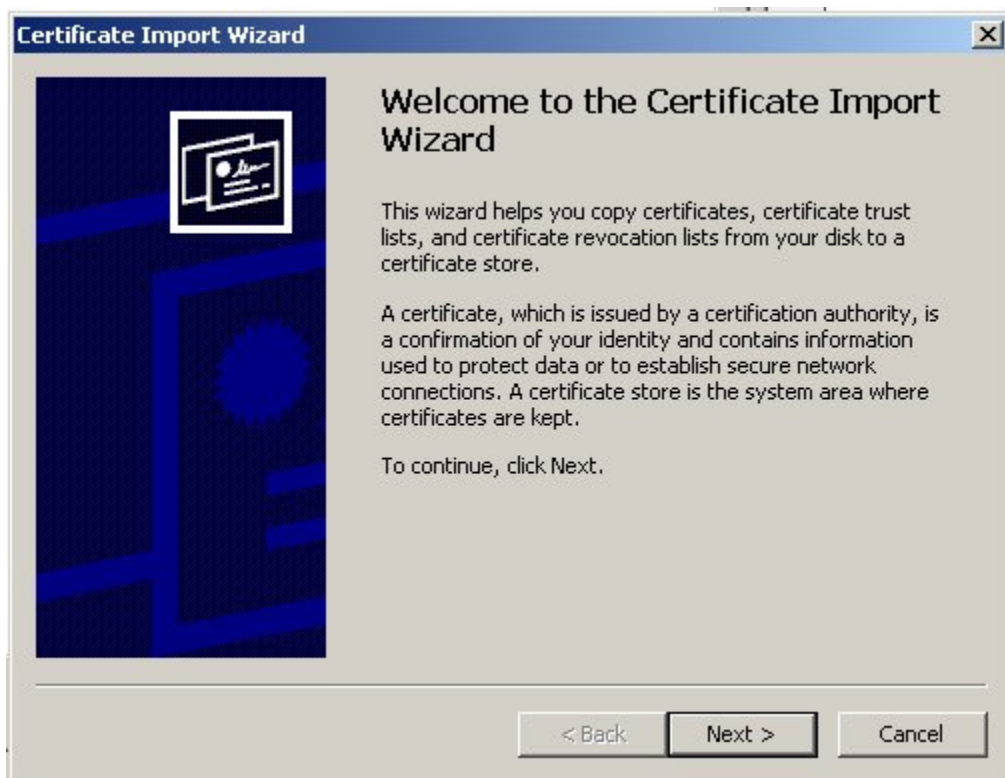 Certificate Import Wizard
Welcome to the Certificate Import
Wizard
This wizard helps you copy certificates, certificate trust
lists, and certificate revocation lists from your disk to a
certificate store.
A certificate, which is issued by a certification authority, is
a confirmation of your identity and contains information
used to protect data or to establish secure network
connections. A certificate store is the system area where
certificates are kept.
To continue, click Next.
< Back
Next >
Cancel